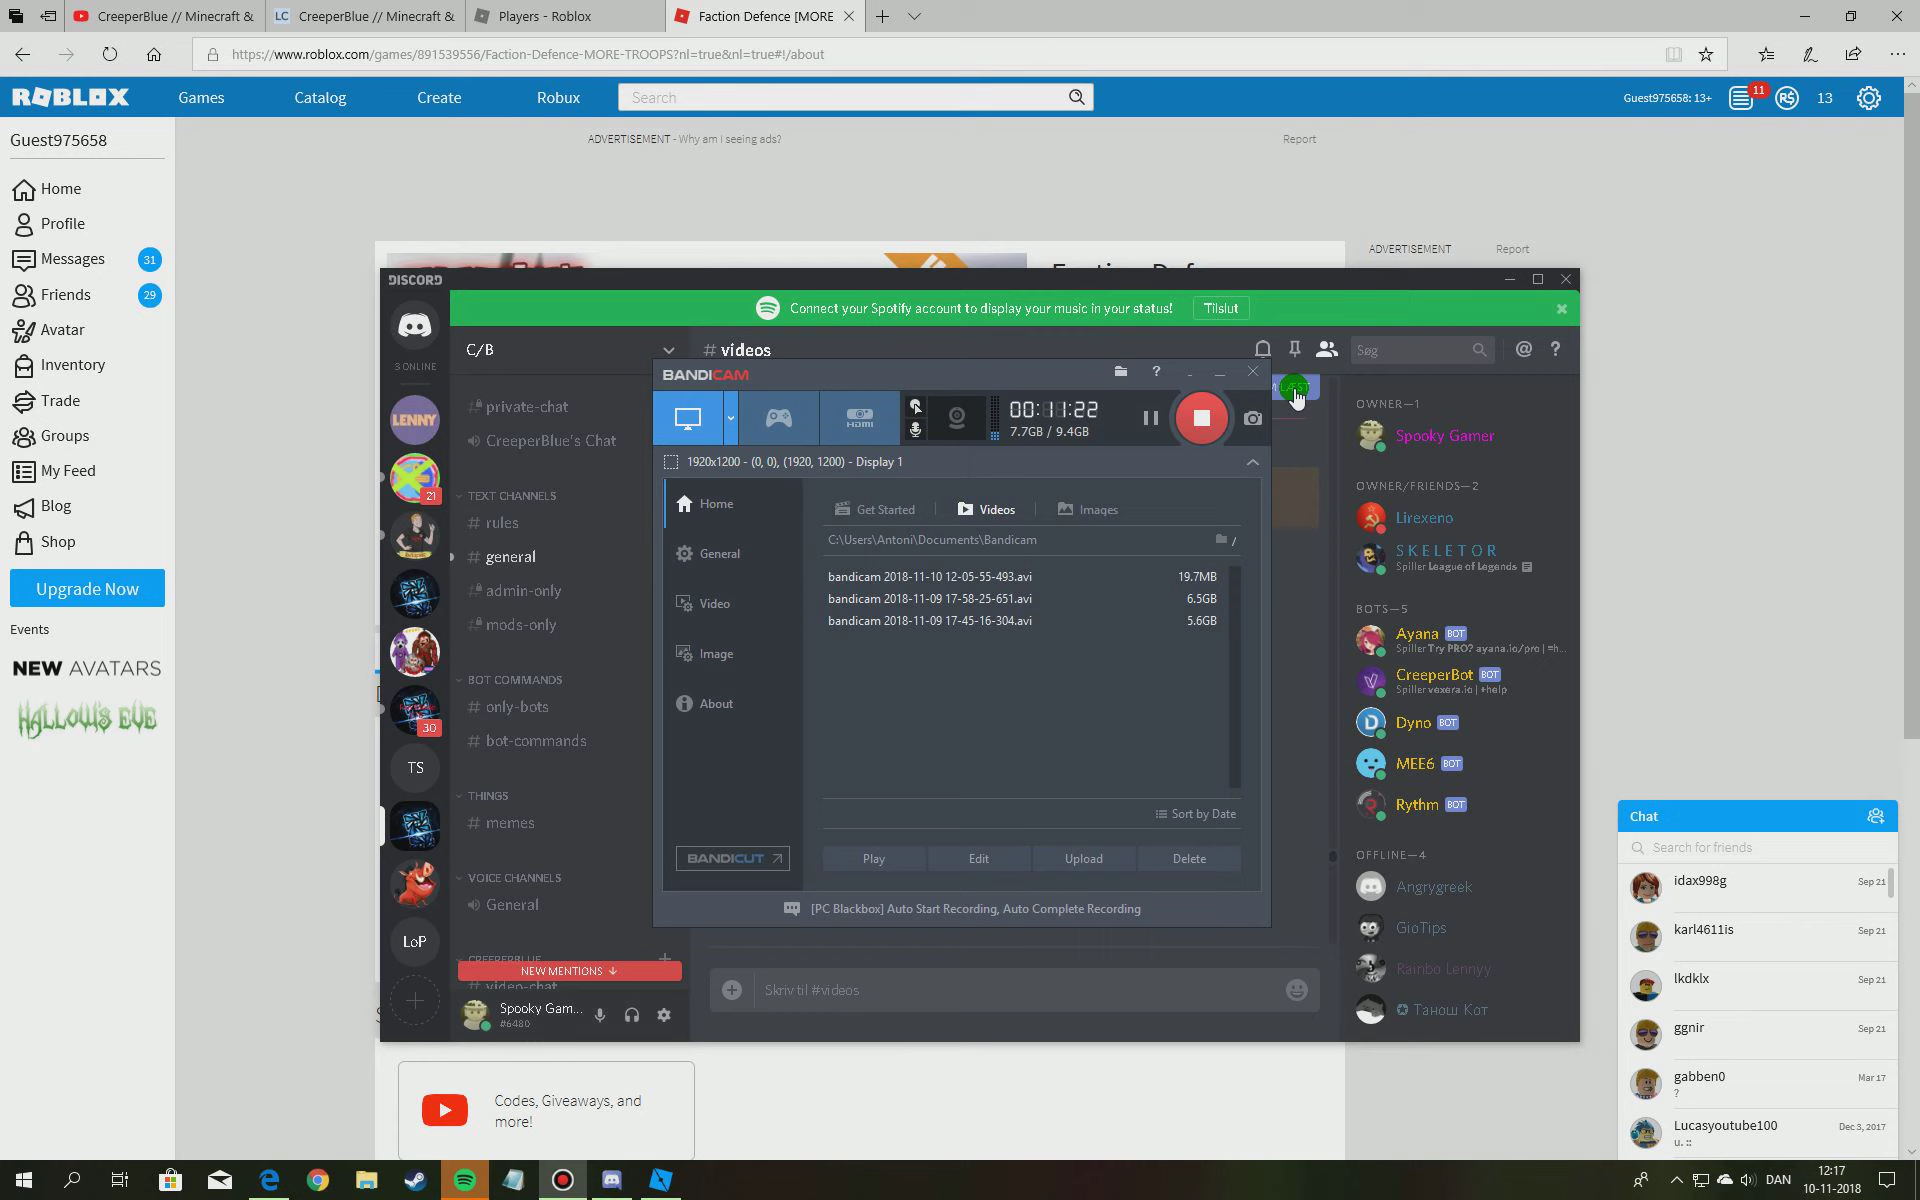 CreeperBlue // Minecraft &
CreeperBlue // Minecraft &
Players - Roblox
Faction Defence [MORE
https://www.roblox.com/games/891539556/Faction-Defence-MORE-TROOPS?nl=true&nl=true#!/about
ROBLOX
Games
Catalog
Create
Robux
Search
Guest975658: 13+
11
R$
13
Guest975658
Home
Profile
Messages
31
Friends
29
Avatar
Inventory
Trade
Groups
My Feed
Blog
Shop
Upgrade Now
Events
NEW AVATARS
HALLOW'S EVE
ADVERTISEMENT - Why am I seeing ads?
Report
ADVERTISEMENT
Report
DISCORD
Connect your Spotify account to display your music in your status!
Tilslut
3 ONLINE
LENNY
21
30
TS
LoP
C/B
# videos
Søg
private-chat
CreeperBlue's Chat
TEXT CHANNELS
# rules
# general
admin-only
mods-only
BOT COMMANDS
# only-bots
# bot-commands
THINGS
# memes
VOICE CHANNELS
General
CREEPERBLUE
NEW MENTIONS ↓
video-chat
Spooky Gam...
#6480
Skriv til #videos
BANDICAM
HDMI
00:11:22
7.7GB / 9.4GB
1920x1200 - (0, 0), (1920, 1200) - Display 1
Home
General
Video
Image
About
BANDICUT
Get Started
Videos
Images
C:\Users\Antoni\Documents\Bandicam
/
bandicam 2018-11-10 12-05-55-493.avi
19.7MB
bandicam 2018-11-09 17-58-25-651.avi
6.5GB
bandicam 2018-11-09 17-45-16-304.avi
5.6GB
Sort by Date
Play
Edit
Upload
Delete
[PC Blackbox] Auto Start Recording, Auto Complete Recording
OWNER—1
Spooky Gamer
OWNER/FRIENDS—2
Lirexeno
S K E L E T O R
Spiller League of Legends
BOTS—5
Ayana BOT
Spiller Try PRO? ayana.io/pro | =h...
CreeperBot BOT
Spiller vexera.io | +help
Dyno BOT
MEE6 BOT
Rythm BOT
OFFLINE—4
Angrygreek
GioTips
Rainbo Lennyy
Танош Кот
Codes, Giveaways, and
more!
Chat
Search for friends
idax998g
Sep 21
karl4611is
Sep 21
lkdklx
Sep 21
ggnir
Sep 21
gabben0
Mar 17
?
Lucasyoutube100
Dec 3, 2017
u. ::
DAN
12:17
10-11-2018